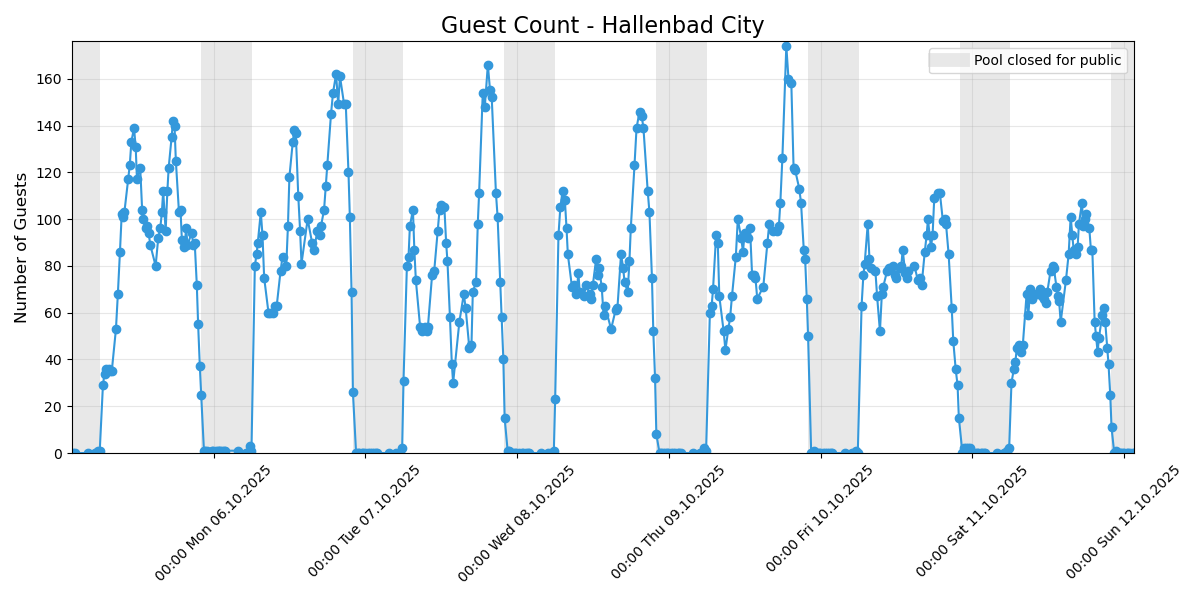 Guest Count - Hallenbad City
Pool closed for public
Number of Guests
160
140
120
100
80
60
40
20
0
00:00 Mon 06.10.2025
00:00 Tue 07.10.2025
00:00 Wed 08.10.2025
00:00 Thu 09.10.2025
00:00 Fri 10.10.2025
00:00 Sat 11.10.2025
00:00 Sun 12.10.2025